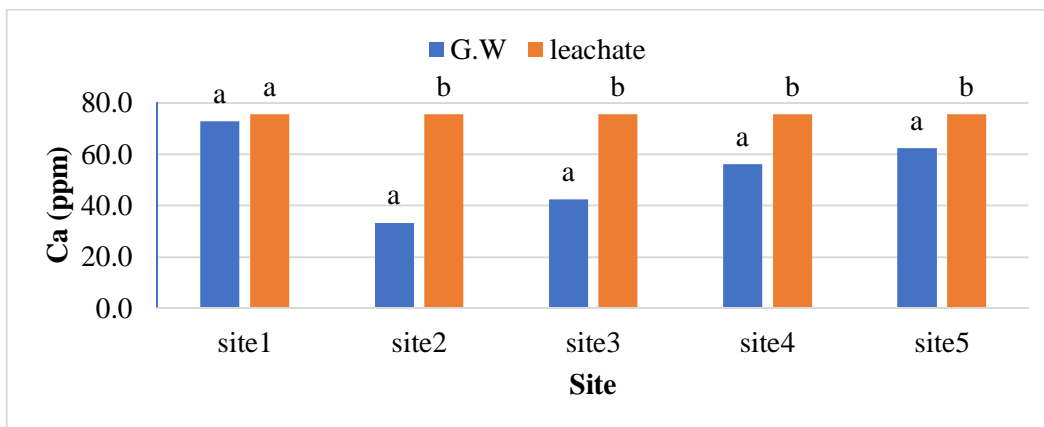 G.W leachate
a a b b b b
a a a a
80.0
60.0
40.0
20.0
0.0
Ca (ppm)
site1 site2 site3 site4 site5
Site